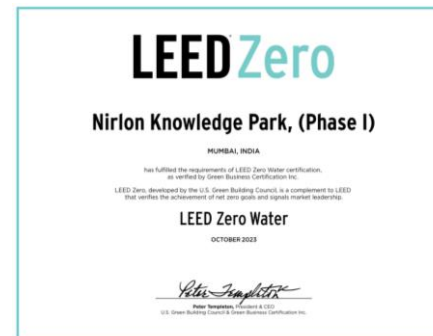 LEED Zero
Nirlon Knowledge Park, (Phase I)
MUMBAI, INDIA
has fulfilled the requirements of LEED Zero Water certification,
as verified by Green Business Certification Inc.
LEED Zero, developed by the U.S. Green Building Council, is a complement to LEED
that verifies the achievement of net zero goals and signals market leadership.
LEED Zero Water
OCTOBER 2023
Peter Templeton
Peter Templeton, President & CEO
U.S. Green Building Council & Green Business Certification Inc.